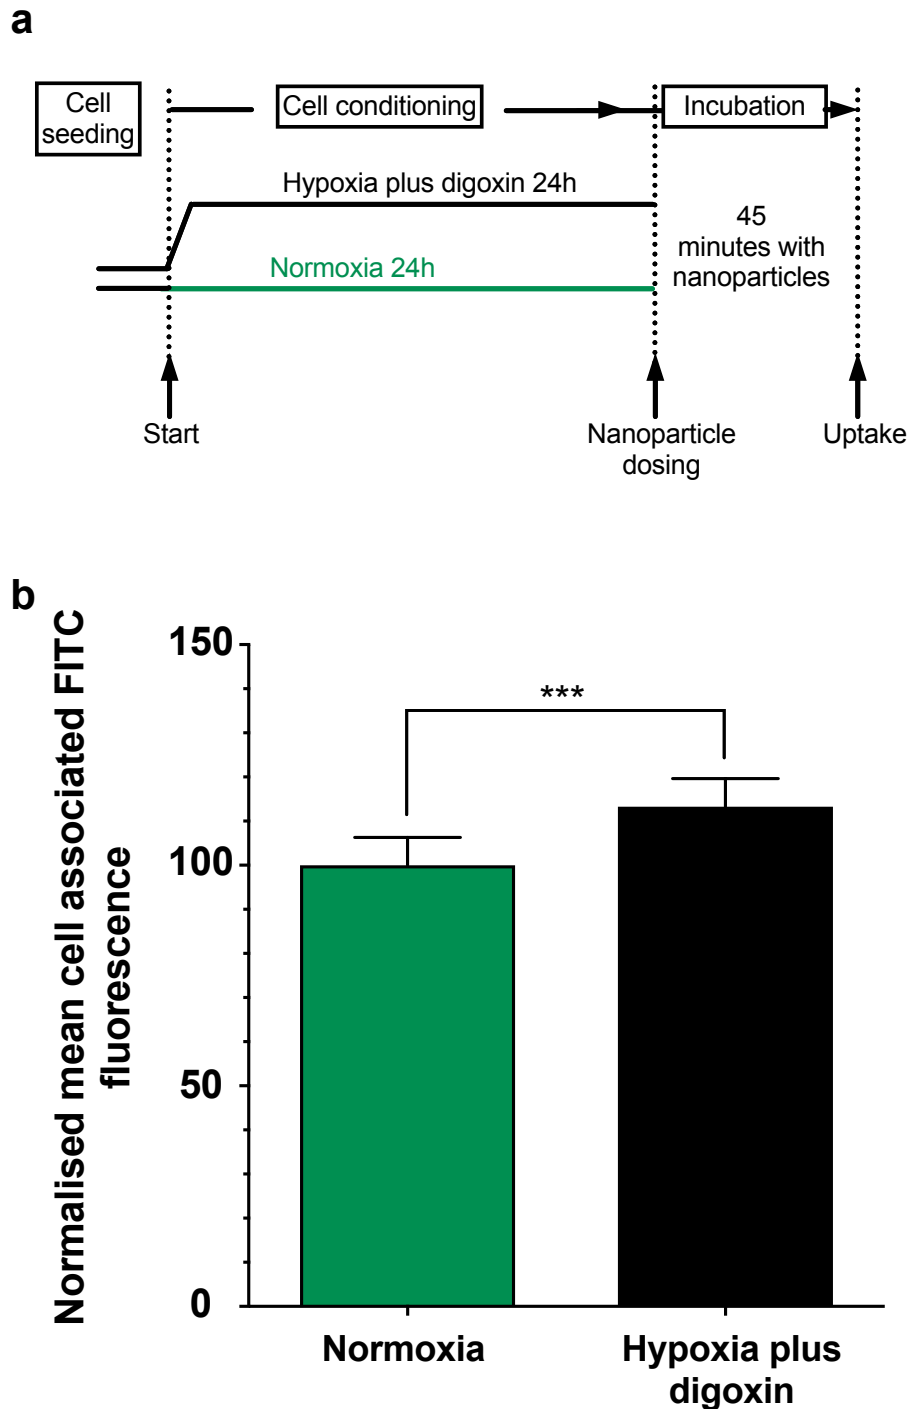 a
Cell
seeding
Cell conditioning
Incubation
Hypoxia plus digoxin 24h
Normoxia 24h
45
minutes with
nanoparticles
Start
Nanoparticle
dosing
Uptake
b
Normalised mean cell associated FITC
fluorescence
150
100
50
0
***
Normoxia
Hypoxia plus
digoxin